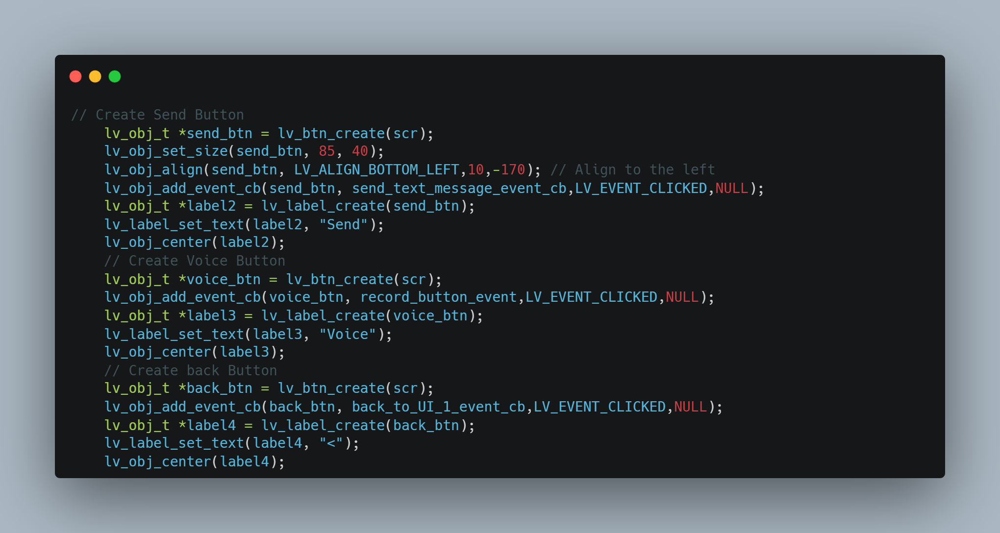 // Create Send Button
    lv_obj_t *send_btn = lv_btn_create(scr);
    lv_obj_set_size(send_btn, 85, 40);
    lv_obj_align(send_btn, LV_ALIGN_BOTTOM_LEFT,10,-170); // Align to the left
    lv_obj_add_event_cb(send_btn, send_text_message_event_cb,LV_EVENT_CLICKED,NULL);
    lv_obj_t *label2 = lv_label_create(send_btn);
    lv_label_set_text(label2, "Send");
    lv_obj_center(label2);
    // Create Voice Button
    lv_obj_t *voice_btn = lv_btn_create(scr);
    lv_obj_add_event_cb(voice_btn, record_button_event,LV_EVENT_CLICKED,NULL);
    lv_obj_t *label3 = lv_label_create(voice_btn);
    lv_label_set_text(label3, "Voice");
    lv_obj_center(label3);
    // Create back Button
    lv_obj_t *back_btn = lv_btn_create(scr);
    lv_obj_add_event_cb(back_btn, back_to_UI_1_event_cb,LV_EVENT_CLICKED,NULL);
    lv_obj_t *label4 = lv_label_create(back_btn);
    lv_label_set_text(label4, "<");
    lv_obj_center(label4);